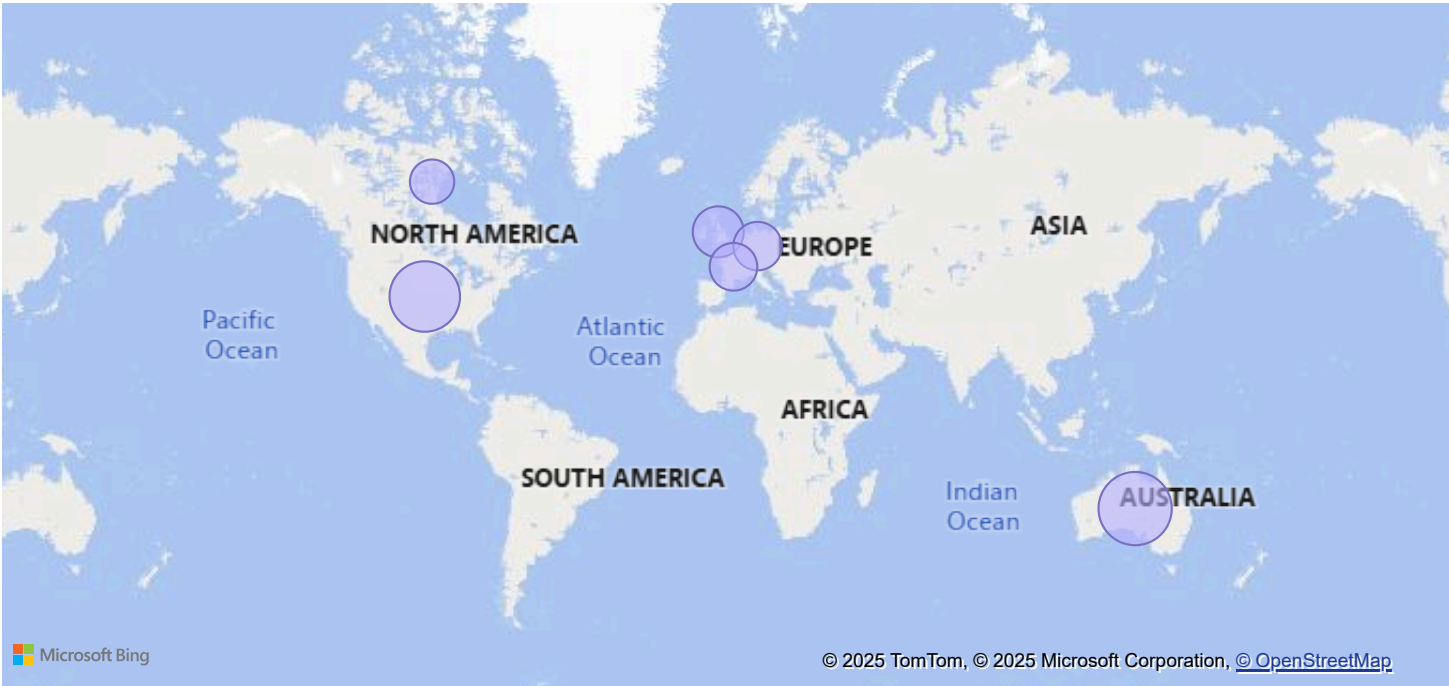 NORTH AMERICA
ASIA
EUROPE
Pacific
Ocean
Atlantic
Ocean
AFRICA
SOUTH AMERICA
Indian
Ocean
AUSTRALIA
Microsoft Bing
© 2025 TomTom, © 2025 Microsoft Corporation, © OpenStreetMap